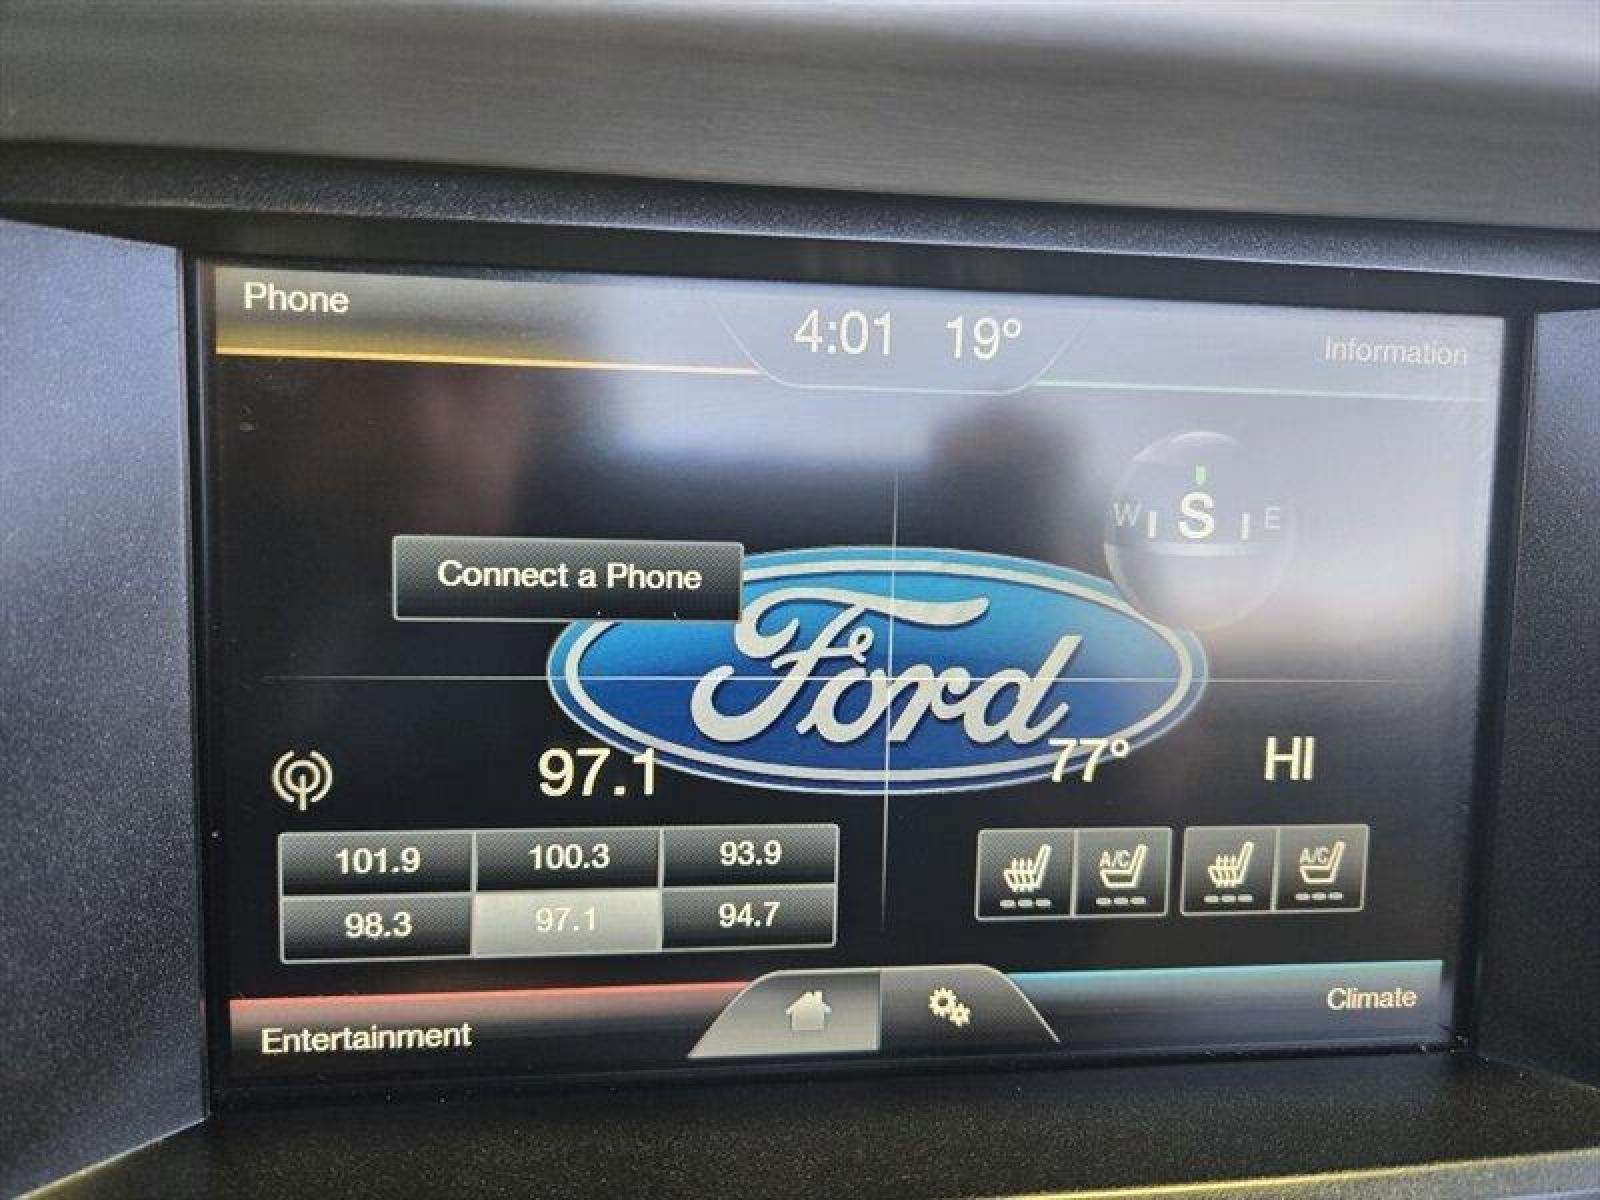 Phone
4:01 19°
Information
W S E
Connect a Phone
Ford
97.1
77° HI
101.9 100.3 93.9
98.3 97.1 94.7
A/C A/C
Entertainment
Climate